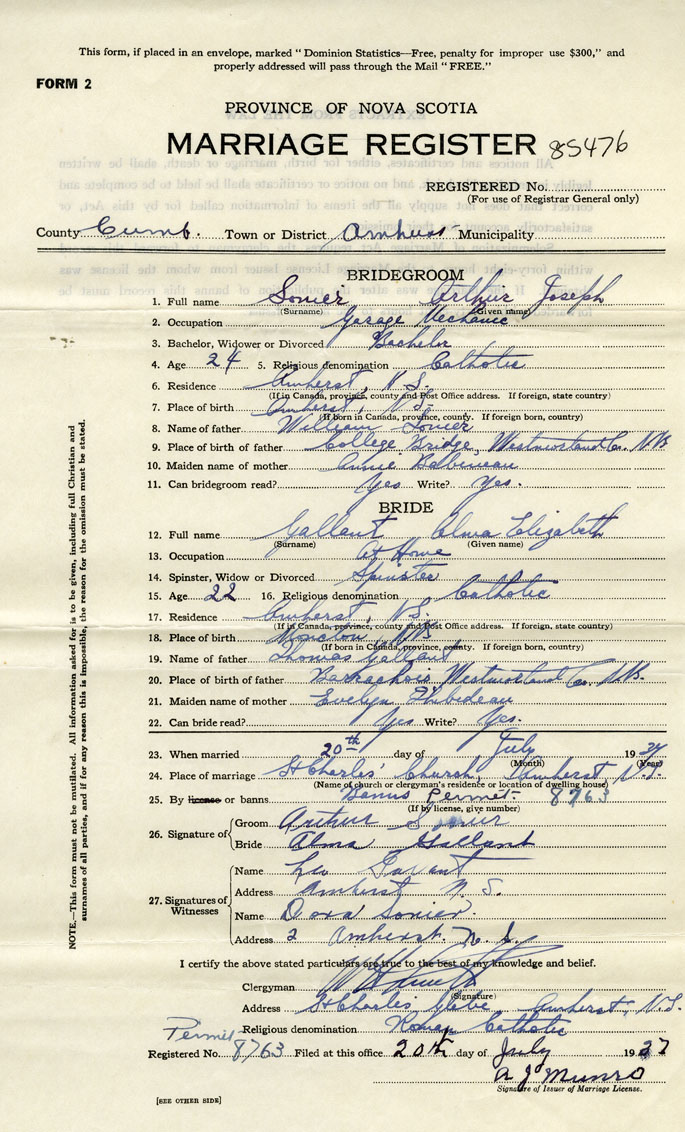 This form, if placed in an envelope, marked "Dominion Statistics—Free, penalty for improper use $300," and
properly addressed will pass through the Mail "FREE."
FORM 2
PROVINCE OF NOVA SCOTIA
MARRIAGE REGISTER 85476
REGISTERED No.
(For use of Registrar General only)
County Cumb. Town or District Amherst Municipality
BRIDEGROOM
1. Full name Sonier Arthur Joseph
(Surname) (Given name)
2. Occupation Garage Mechanic
3. Bachelor, Widower or Divorced Bachelor
4. Age 24 5. Religious denomination Catholic
6. Residence Amherst, N.S.
(If in Canada, province, county and Post Office address. If foreign, state country)
7. Place of birth Amherst, N.S.
(If born in Canada, province, county. If foreign born, country)
8. Name of father William Sonier
9. Place of birth of father College Bridge, Westmorland Co. N.B.
10. Maiden name of mother Annie Babineau
11. Can bridegroom read? Yes Write? Yes.
BRIDE
12. Full name Gallant Alma Elizabeth
(Surname) (Given name)
13. Occupation At Home
14. Spinster, Widow or Divorced Spinster
15. Age 22 16. Religious denomination Catholic
17. Residence Amherst, N.S.
(If in Canada, province, county and Post Office address. If foreign, state country)
18. Place of birth Moncton N.B.
(If born in Canada, province, county. If foreign born, country)
19. Name of father Thomas Gallant
20. Place of birth of father Barrachois Westmorland Co. N.B.
21. Maiden name of mother Evelyn Thibideau
22. Can bride read? Yes Write? Yes.
23. When married 20th day of July 1937
(Month) (Year)
24. Place of marriage St Charles' Church, Amherst, N.S.
(Name of church or clergyman's residence or location of dwelling house)
25. By license or banns Banns Permit 8763
(If by license, give number)
26. Signature of Groom Arthur Sonier
Bride Alma Gallant
27. Signatures of Witnesses
Name Leo
Address Amherst N. S.
Name Dora Sonier.
Address 2 Amherst. N. S.
I certify the above stated particulars are true to the best of my knowledge and belief.
Clergyman
(Signature)
Address St Charles Glebe, Amherst, N.S.
Religious denomination Roman Catholic
Permit
Registered No. 8763 Filed at this office 20th day of July 1937
A J Munro
Signature of Issuer of Marriage License.
[SEE OTHER SIDE]
NOTE.—This form must not be mutilated. All information asked for is to be given, including full Christian and
surnames of all parties, and if for any reason this is impossible, the reason for the omission must be stated.